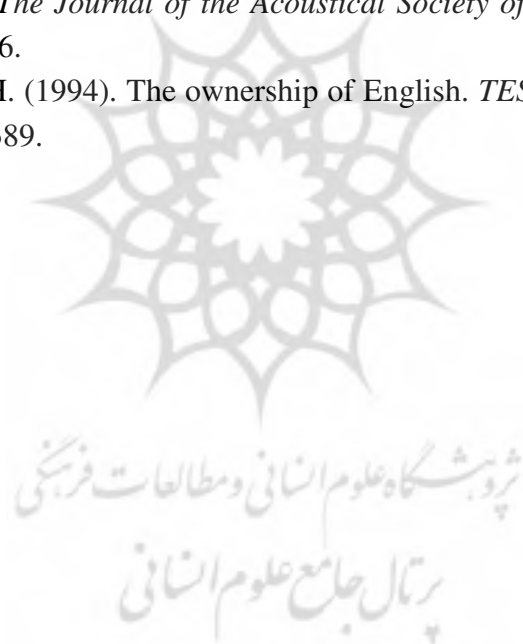 The Journal of the Acoustical Society of
6.
H. (1994). The ownership of English. TES
389.
پژوهشگاه علوم انسانی و مطالعات فرهنگی
پرتال جامع علوم انسانی